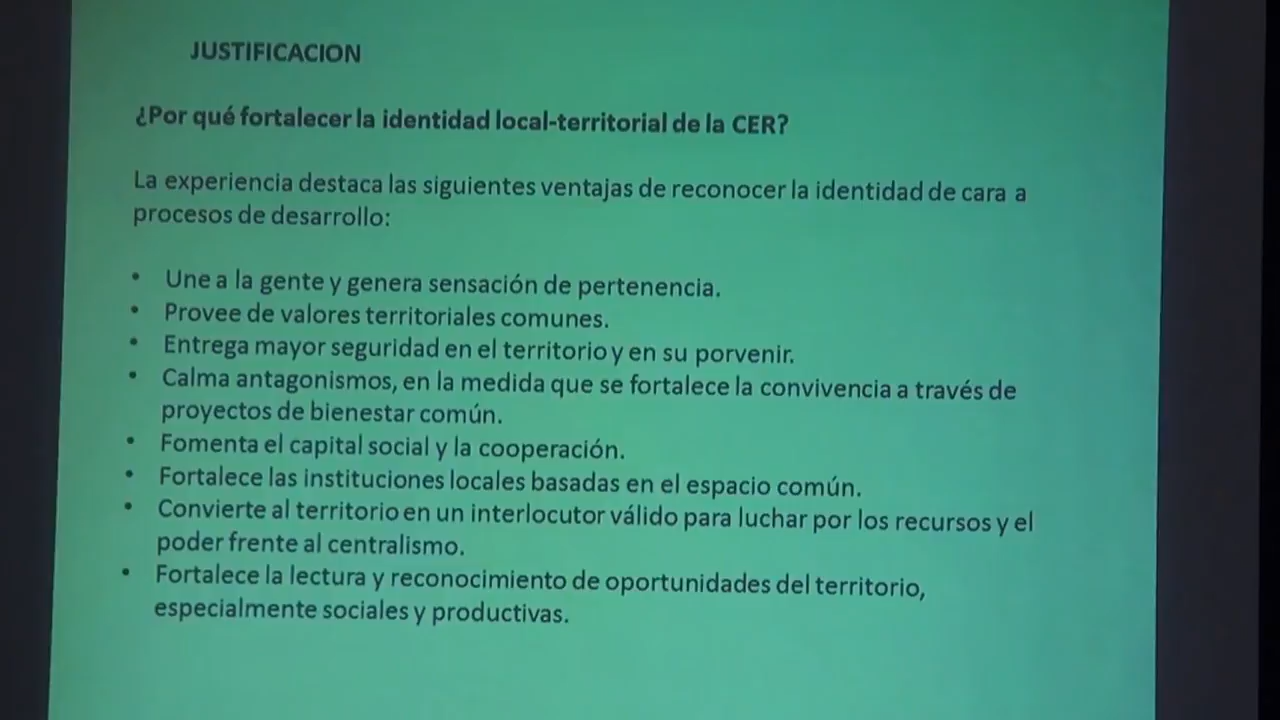 JUSTIFICACION
¿Por qué fortalecer la identidad local-territorial de la CER?
La experiencia destaca las siguientes ventajas de reconocer la identidad de cara a
procesos de desarrollo:
• Une a la gente y genera sensación de pertenencia.
• Provee de valores territoriales comunes.
• Entrega mayor seguridad en el territorio y en su porvenir.
• Calma antagonismos, en la medida que se fortalece la convivencia a través de
proyectos de bienestar común.
• Fomenta el capital social y la cooperación.
• Fortalece las instituciones locales basadas en el espacio común.
• Convierte al territorio en un interlocutor válido para luchar por los recursos y el
poder frente al centralismo.
• Fortalece la lectura y reconocimiento de oportunidades del territorio,
especialmente sociales y productivas.